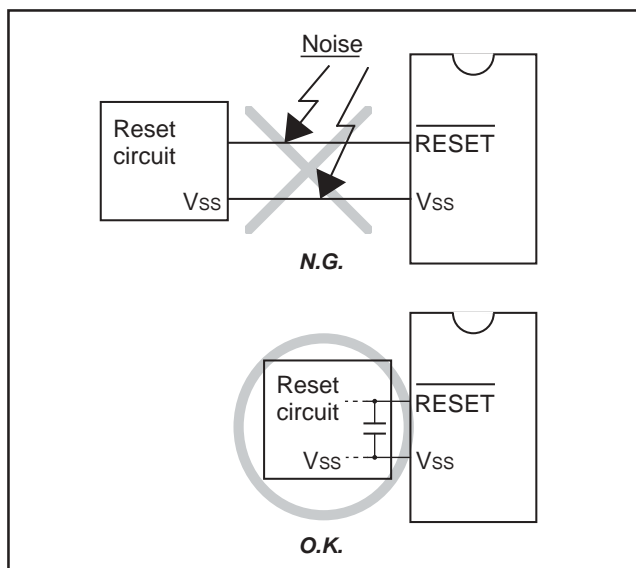 Noise
Reset
circuit
RESET
Vss
Vss
N.G.
Reset
circuit
RESET
Vss
Vss
O.K.